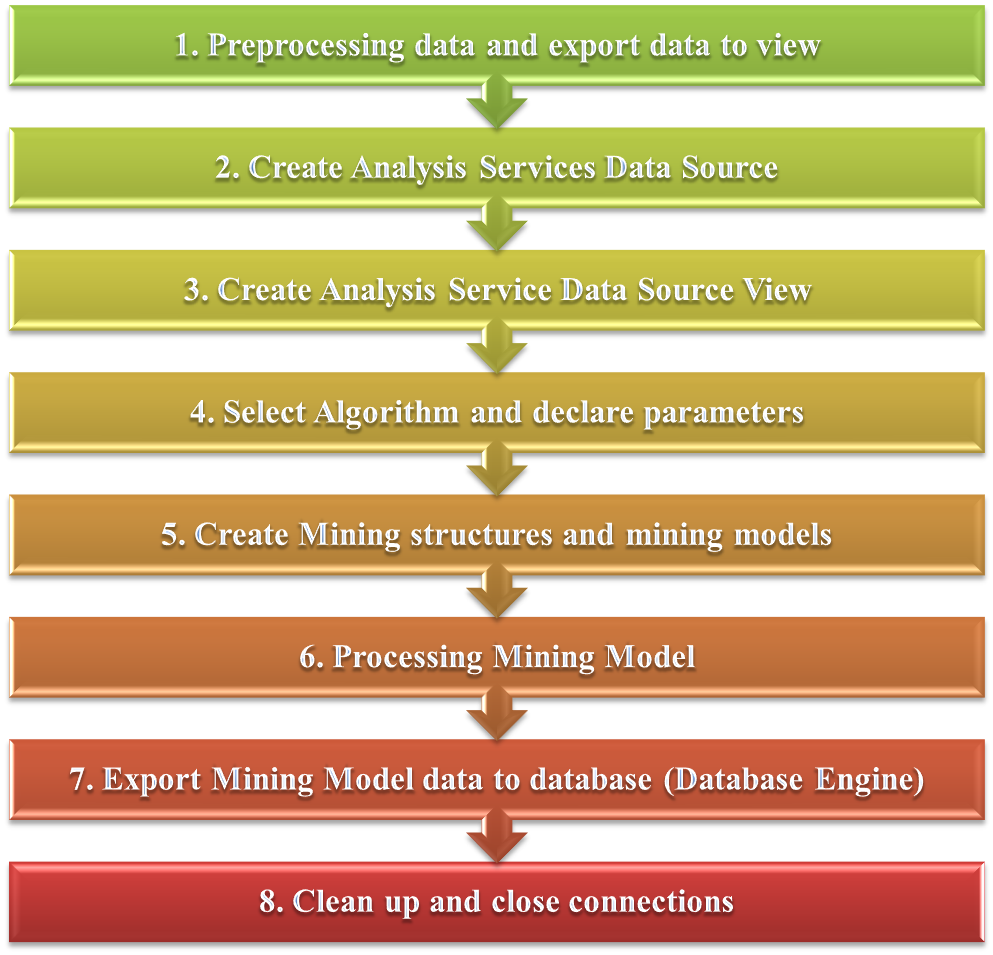 1. Preprocessing data and export data to view
2. Create Analysis Services Data Source
3. Create Analysis Service Data Source View
4. Select Algorithm and declare parameters
5. Create Mining structures and mining models
6. Processing Mining Model
7. Export Mining Model data to database (Database Engine)
8. Clean up and close connections